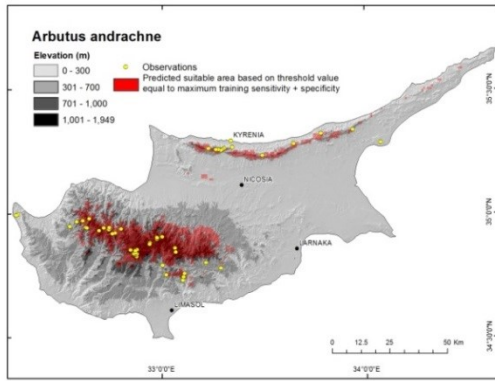 Arbutus andrachne
Elevation (m)
0 - 300
301 - 700
701 - 1,000
1,001 - 1,949
Observations
Predicted suitable area based on threshold value
equal to maximum training sensitivity + specificity
KYRENIA
NICOSIA
LARNAKA
LIMASOL
35°30'0"N
35°0'0"N
34°30'0"N
0 12.5 25 50 Km
33°0'0"E
34°0'0"E